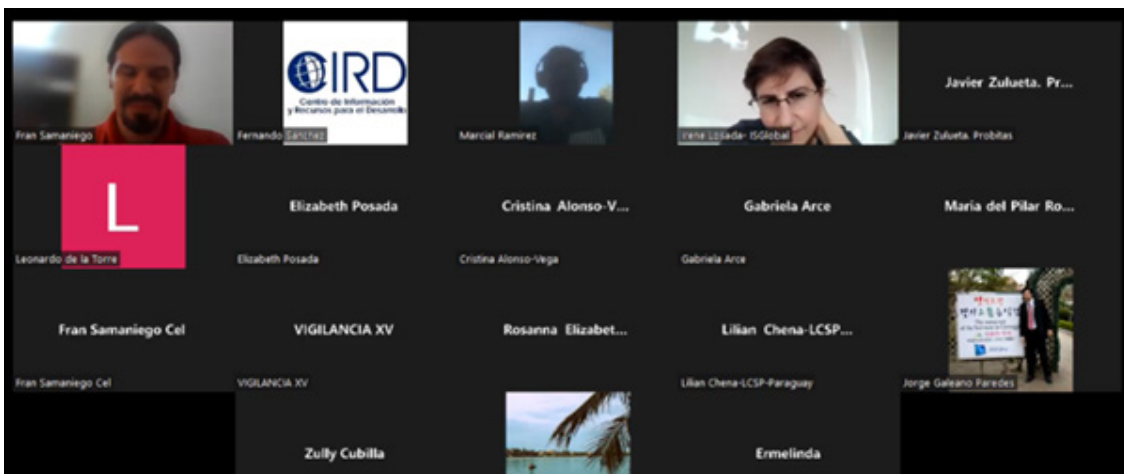 CIRD
Centro de Información
y Recursos para el Desarrollo
Javier Zulueta. Pr...
Fran Samaniego
Fernando Sanchez
Marcial Ramirez
Irene Losada- ISGlobal
Javier Zulueta. Probitas
L
Elizabeth Posada
Cristina Alonso-V...
Gabriela Arce
Maria del Pilar Ro...
Leonardo de la Torre
Elizabeth Posada
Cristina Alonso-Vega
Gabriela Arce
Fran Samaniego Cel
VIGILANCIA XV
Rosanna Elizabet...
Lilian Chena-LCSP...
Fran Samaniego Cel
VIGILANCIA XV
Lilian Chena-LCSP-Paraguay
Jorge Galeano Paredes
Zully Cubilla
Ermelinda